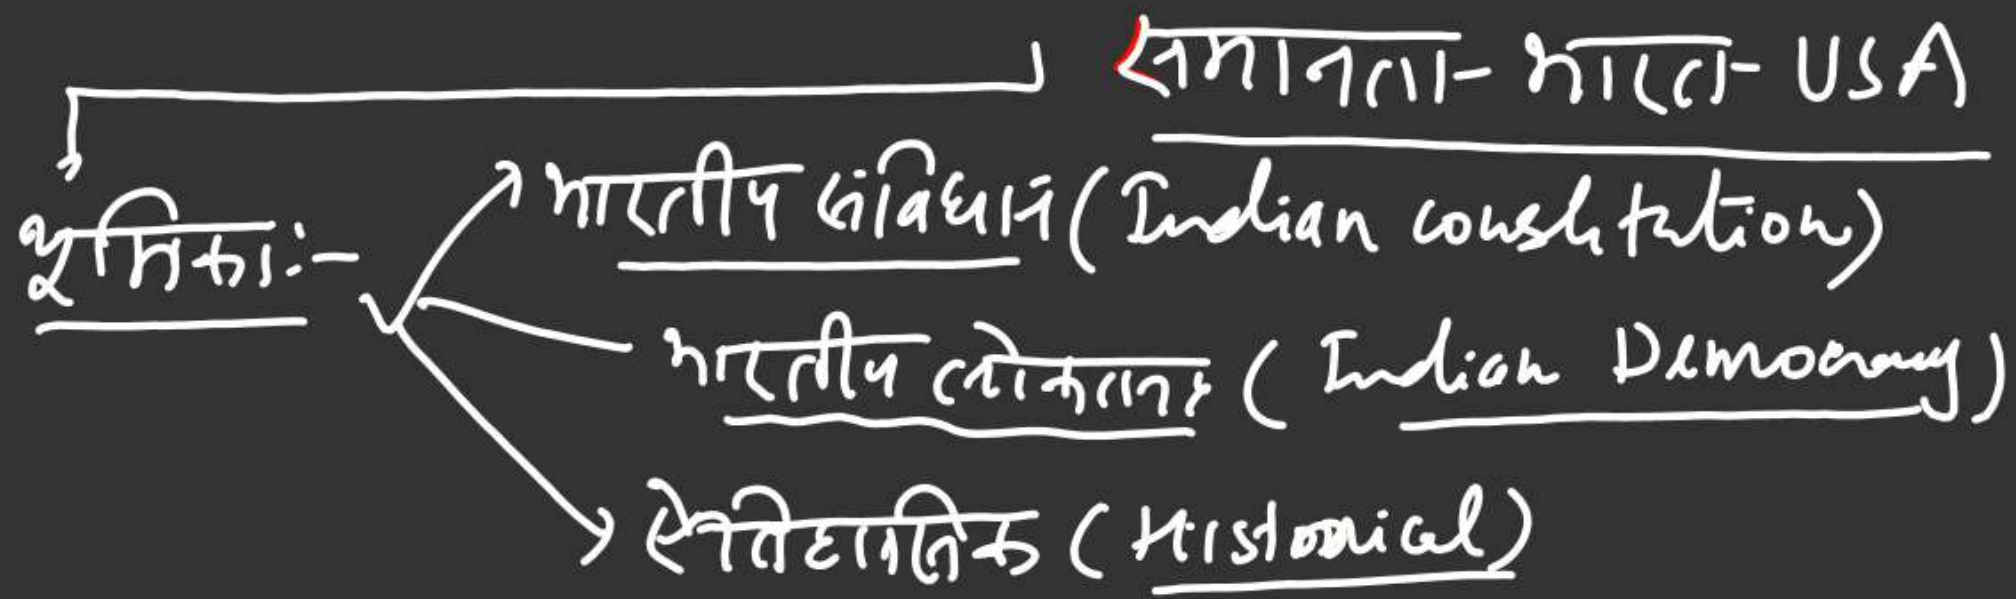 समानता - भारत - USA
भूमिका :-
भारतीय संविधान (Indian constitution)
भारतीय लोकतन्त्र (Indian Democracy)
ऐतिहासिक (Historical)